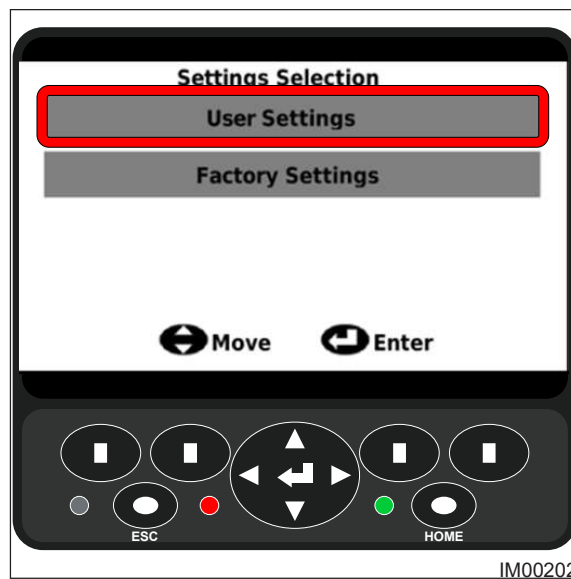 Settings Selection
User Settings
Factory Settings
Move Enter
ESC HOME
IM00202